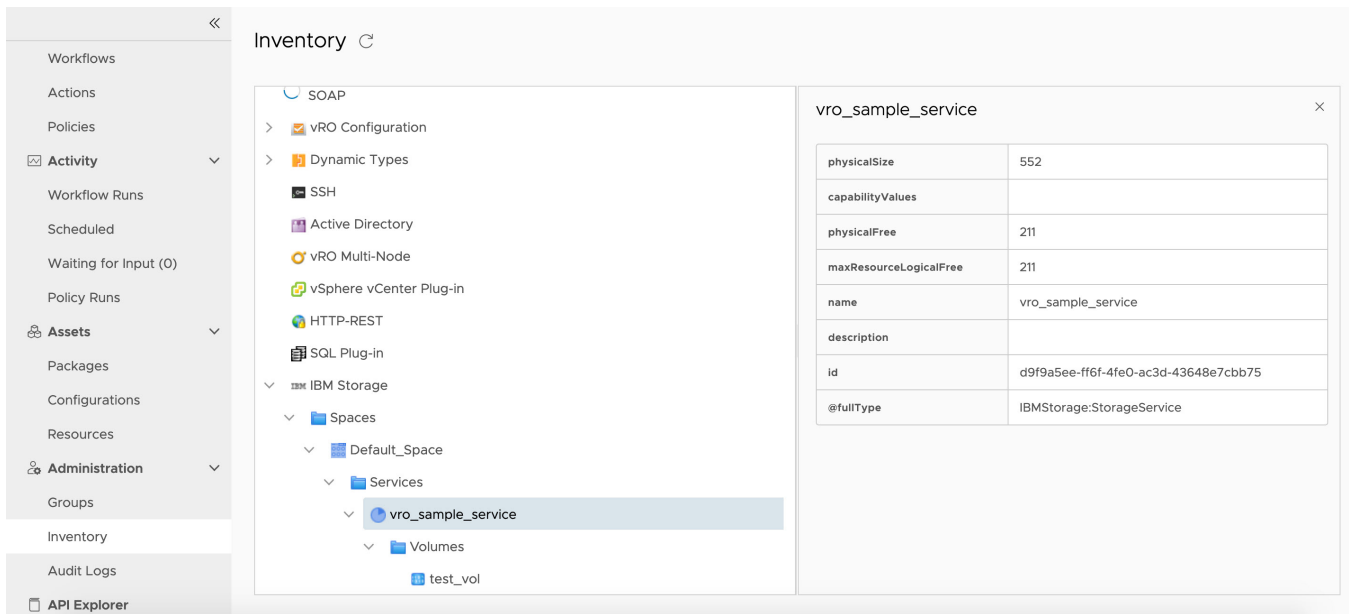 Workflows
Actions
Policies
Activity
Workflow Runs
Scheduled
Waiting for Input (0)
Policy Runs
Assets
Packages
Configurations
Resources
Administration
Groups
Inventory
Audit Logs
API Explorer
Inventory
SOAP
vRO Configuration
Dynamic Types
SSH
Active Directory
vRO Multi-Node
vSphere vCenter Plug-in
HTTP-REST
SQL Plug-in
IBM IBM Storage
Spaces
Default_Space
Services
vro_sample_service
Volumes
test_vol
vro_sample_service
physicalSize 552
capabilityValues
physicalFree 211
maxResourceLogicalFree 211
name vro_sample_service
description
id d9f9a5ee-ff6f-4fe0-ac3d-43648e7cbb75
@fullType IBMStorage:StorageService